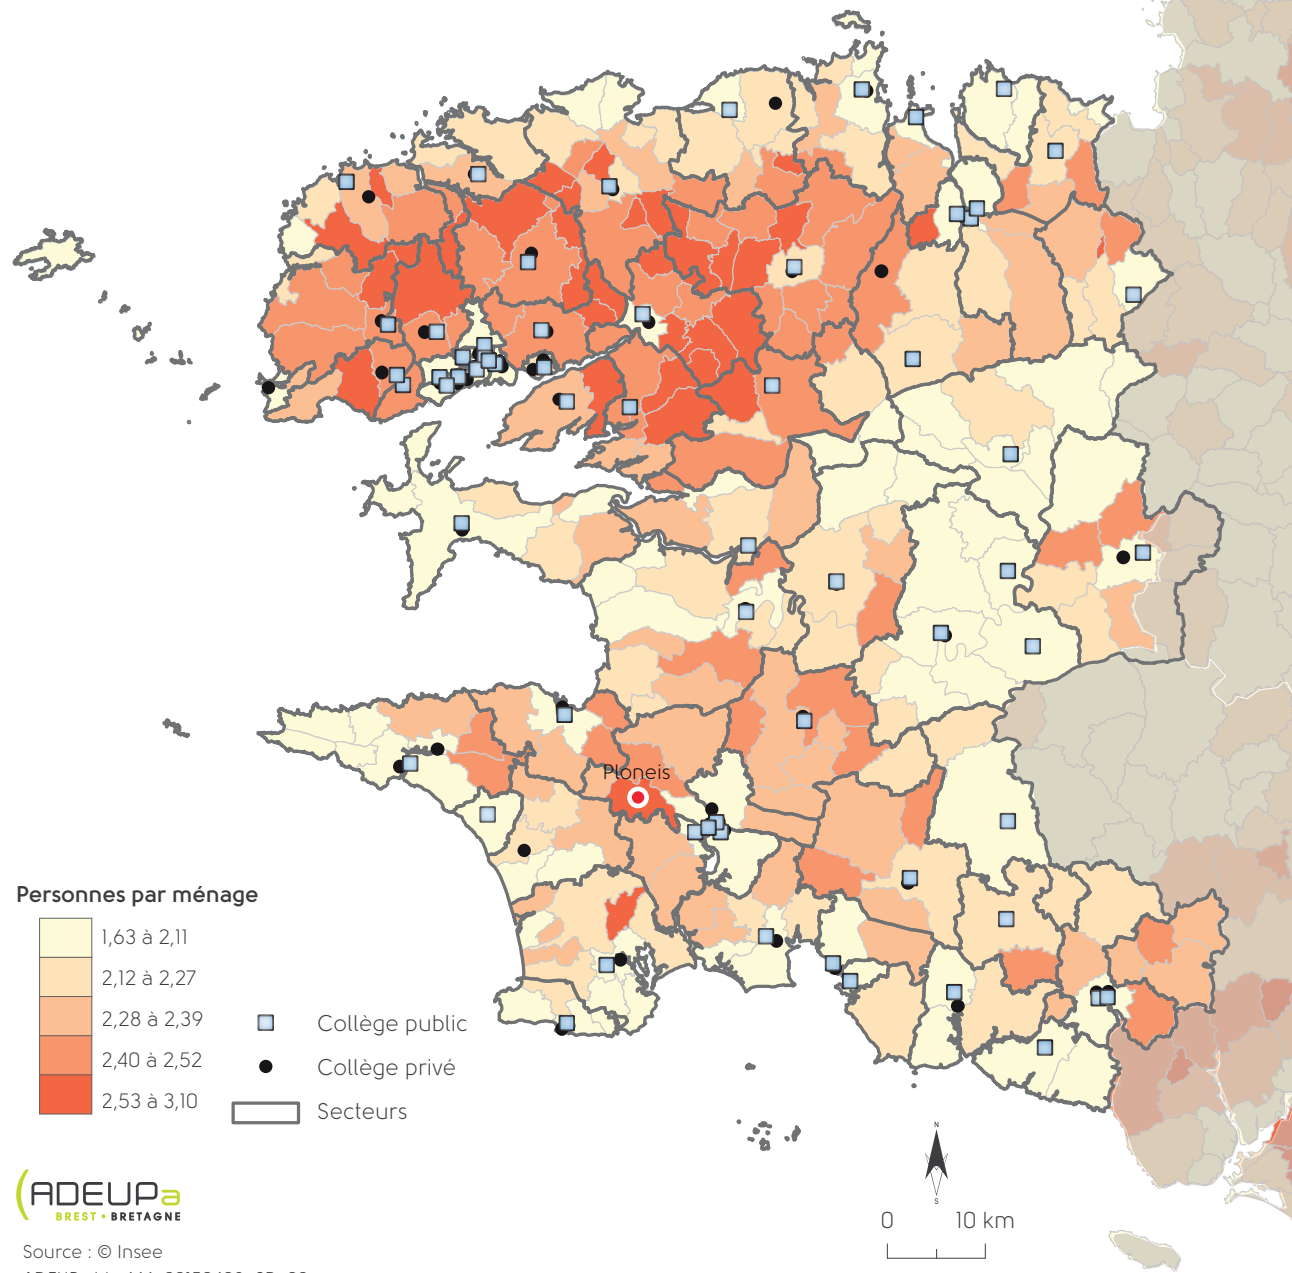 Ploneis
Personnes par ménage
1,63 à 2,11
2,12 à 2,27
2,28 à 2,39
2,40 à 2,52
2,53 à 3,10
Collège public
Collège privé
Secteurs
N
S
0 10 km
ADEUPa
BREST • BRETAGNE
Source : © Insee